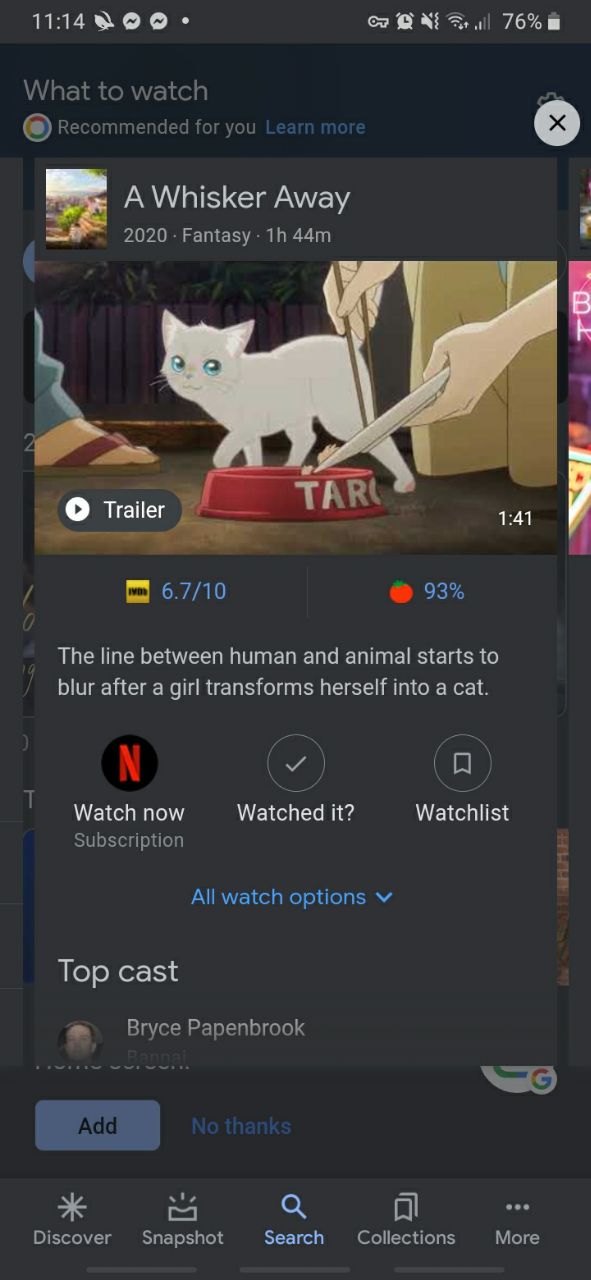 11:14
76%
What to watch
Recommended for you Learn more
A Whisker Away
2020 · Fantasy · 1h 44m
TARO
Trailer
1:41
IMDb 6.7/10
93%
The line between human and animal starts to
blur after a girl transforms herself into a cat.
N
Watch now
Subscription
Watched it?
Watchlist
All watch options
Top cast
Bryce Papenbrook
Bannai
Add
No thanks
Discover
Snapshot
Search
Collections
More